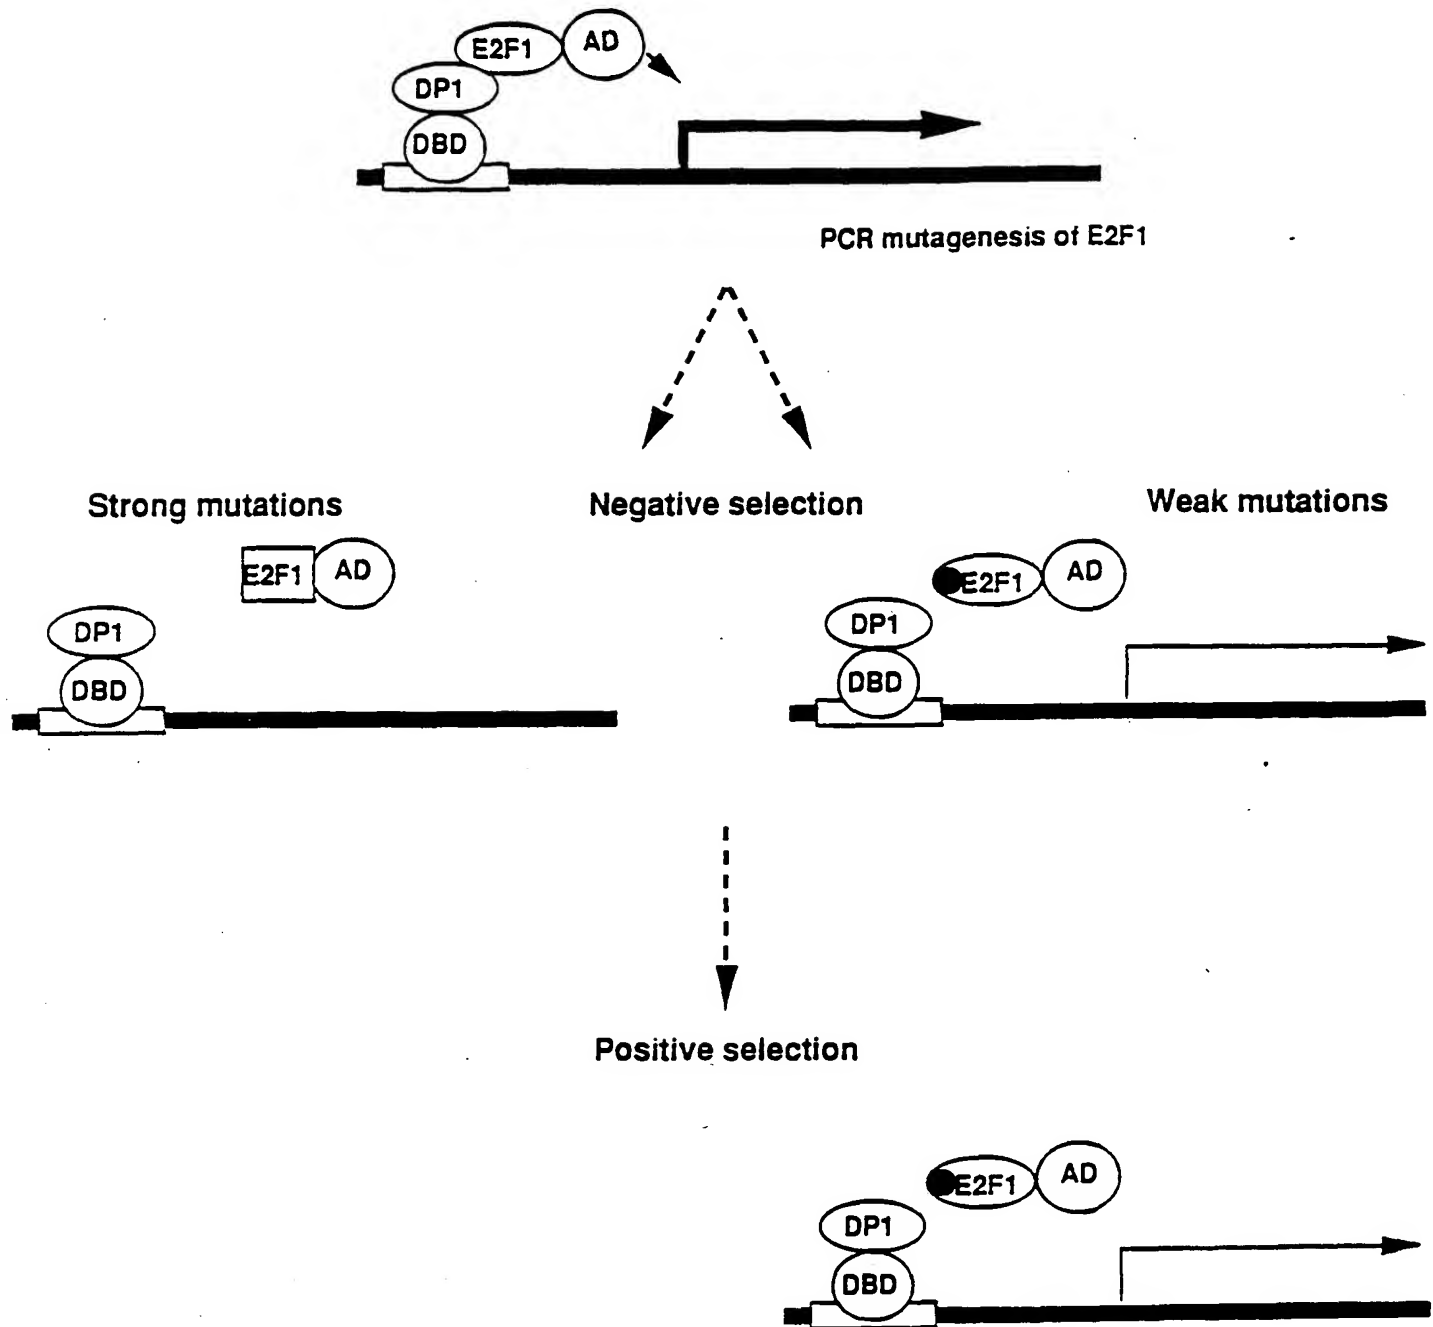 E2F1 AD
DP1
DBD
PCR mutagenesis of E2F1
Strong mutations Negative selection Weak mutations
E2F1 AD
DP1
DBD
E2F1 AD
DP1
DBD
Positive selection
E2F1 AD
DP1
DBD